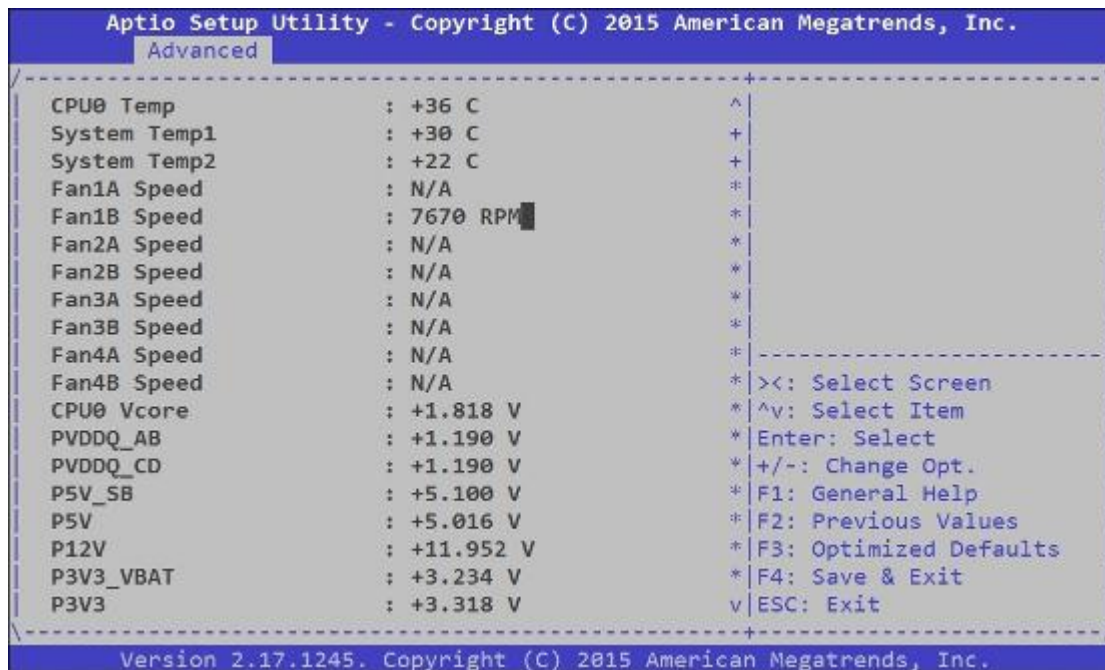 Aptio Setup Utility - Copyright (C) 2015 American Megatrends, Inc.
Advanced
CPU0 Temp : +36 C
System Temp1 : +30 C
System Temp2 : +22 C
Fan1A Speed : N/A
Fan1B Speed : 7670 RPM
Fan2A Speed : N/A
Fan2B Speed : N/A
Fan3A Speed : N/A
Fan3B Speed : N/A
Fan4A Speed : N/A
Fan4B Speed : N/A
CPU0 Vcore : +1.818 V
PVDDQ_AB : +1.190 V
PVDDQ_CD : +1.190 V
P5V_SB : +5.100 V
P5V : +5.016 V
P12V : +11.952 V
P3V3_VBAT : +3.234 V
P3V3 : +3.318 V
><: Select Screen
^v: Select Item
Enter: Select
+/-: Change Opt.
F1: General Help
F2: Previous Values
F3: Optimized Defaults
F4: Save & Exit
ESC: Exit
Version 2.17.1245. Copyright (C) 2015 American Megatrends, Inc.